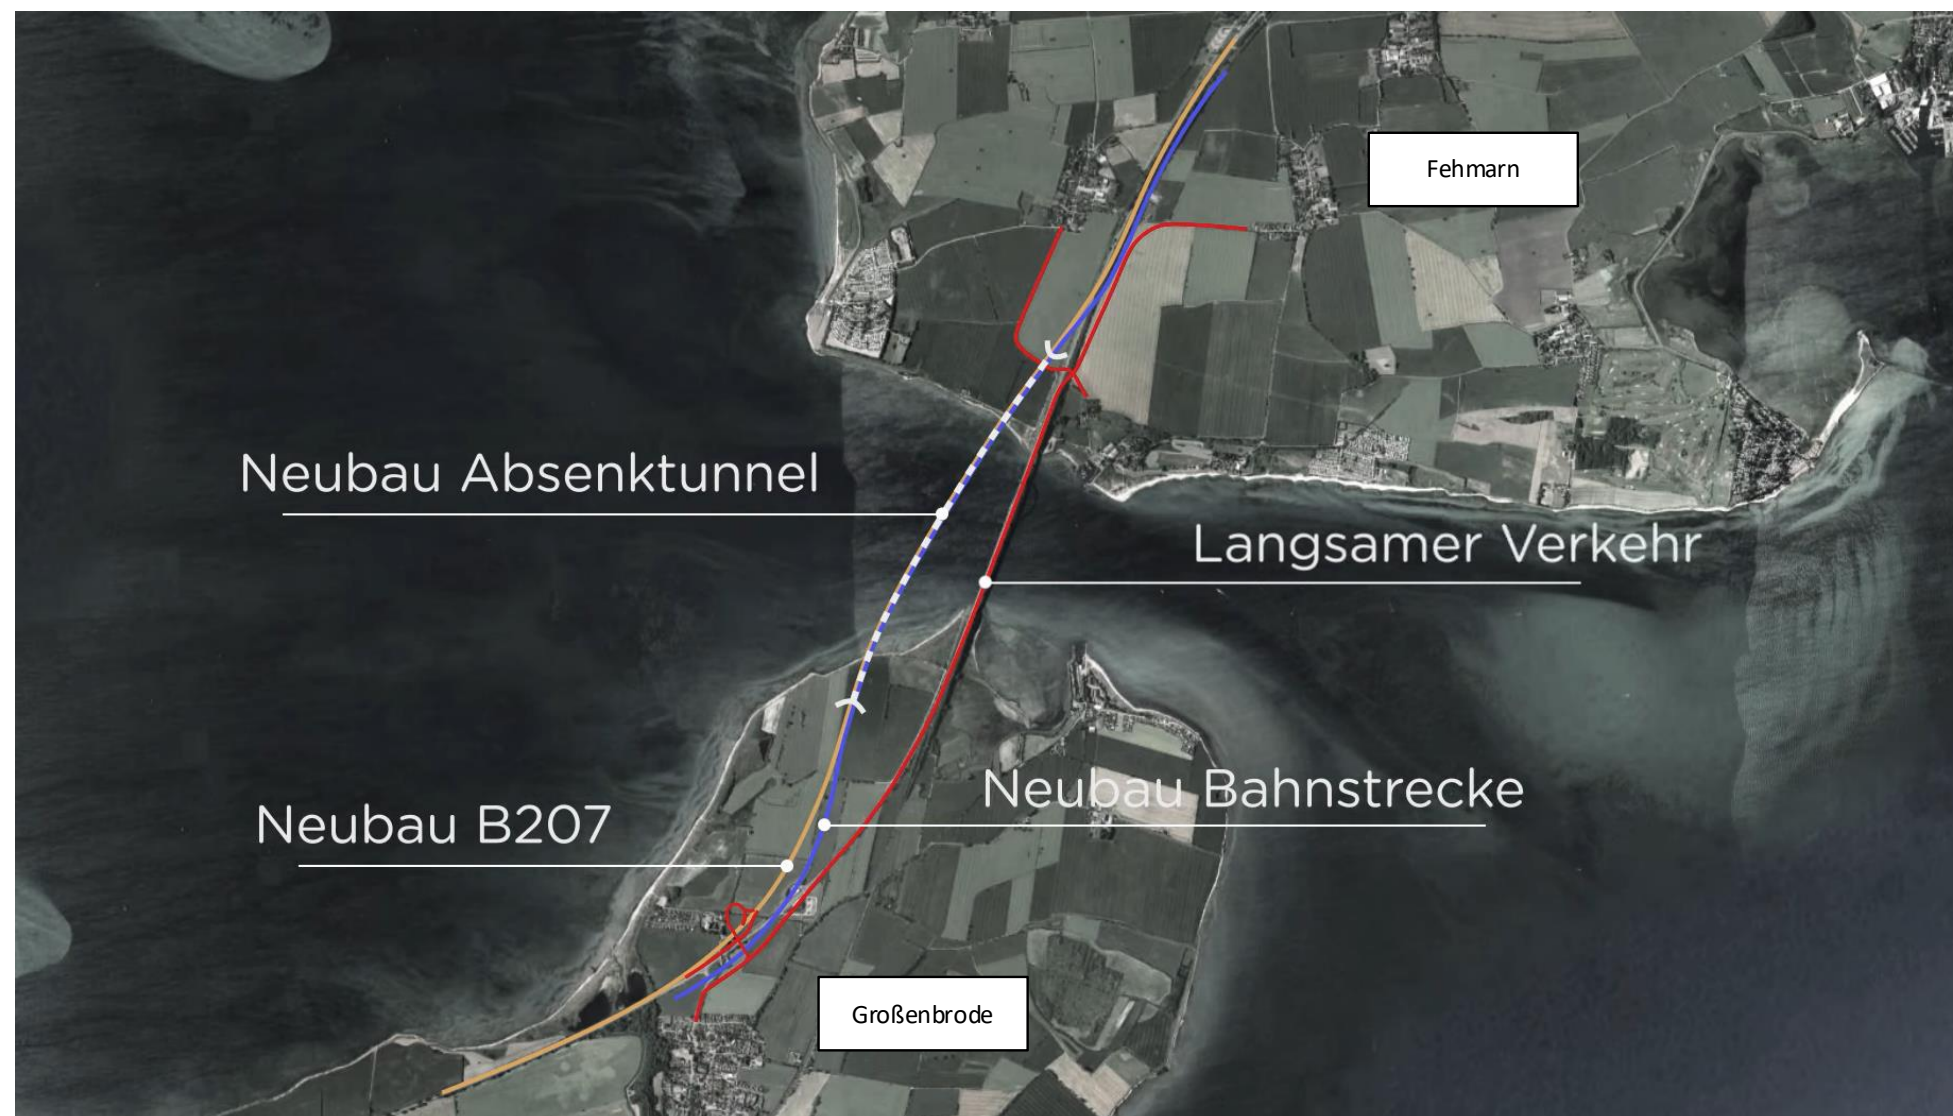 Fehmarn
Neubau Absenktunnel
Langsamer Verkehr
Neubau Bahnstrecke
Neubau B207
Großenbrode